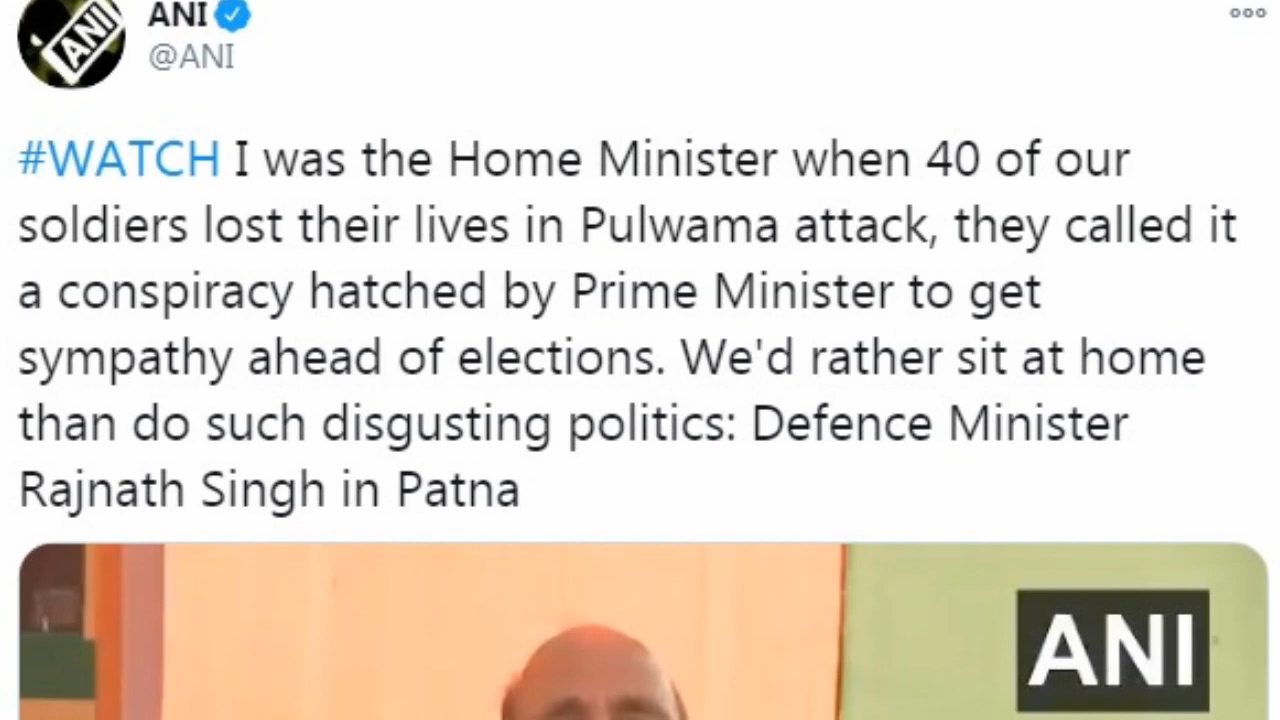 ANI
ANI
@ANI
#WATCH I was the Home Minister when 40 of our
soldiers lost their lives in Pulwama attack, they called it
a conspiracy hatched by Prime Minister to get
sympathy ahead of elections. We'd rather sit at home
than do such disgusting politics: Defence Minister
Rajnath Singh in Patna
ANI